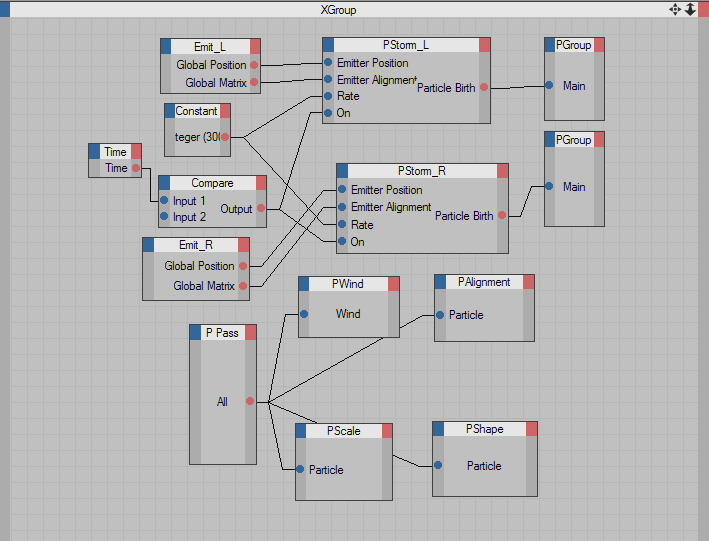 XGroup
Emit_L
Global Position
Global Matrix
PStorm_L
Emitter Position
Emitter Alignment
Rate
On
Particle Birth
PGroup
Main
Constant
teger (300
Time
Time
Compare
Input 1
Input 2
Output
PStorm_R
Emitter Position
Emitter Alignment
Rate
On
Particle Birth
PGroup
Main
Emit_R
Global Position
Global Matrix
PWind
Wind
PAlignment
Particle
P Pass
All
PScale
Particle
PShape
Particle